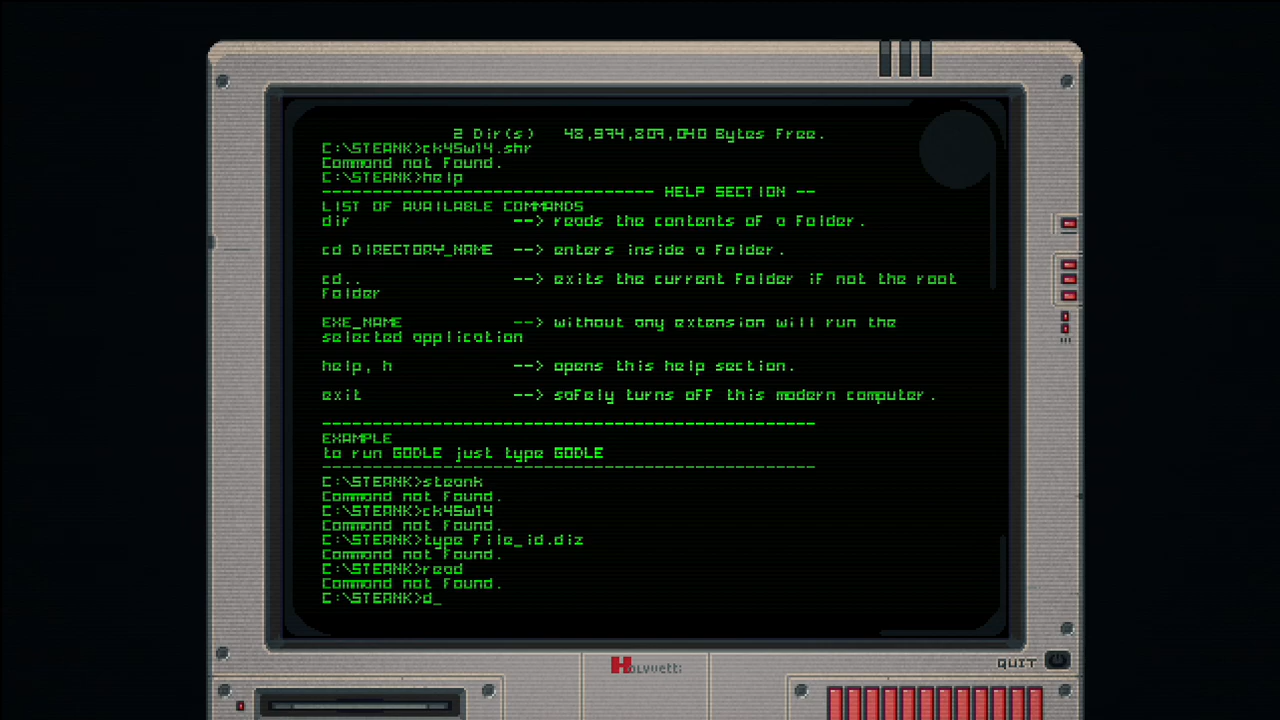 2 Dir(s) 48,974,807,040 Bytes Free.
C:\STEANK>ch45w14.shr
Command not Found.
C:\STEANK>help
--------------------------------- HELP SECTION --
LIST OF AVAILABLE COMMANDS
dir --> reads the contents of a Folder.
cd DIRECTORY_NAME --> enters inside a Folder.
cd.. --> exits the current Folder if not the root
Folder
EXE_NAME --> without any extension will run the
selected application
help, h --> opens this help section.
exit --> safely turns off this modern computer.
-------------------------------------------------
EXAMPLE
to run GODLE just type GODLE
-------------------------------------------------
C:\STEANK>steank
Command not Found.
C:\STEANK>ch45w14
Command not Found.
C:\STEANK>type File_id.diz
Command not Found.
C:\STEANK>read
Command not Found.
C:\STEANK>d_
QUIT